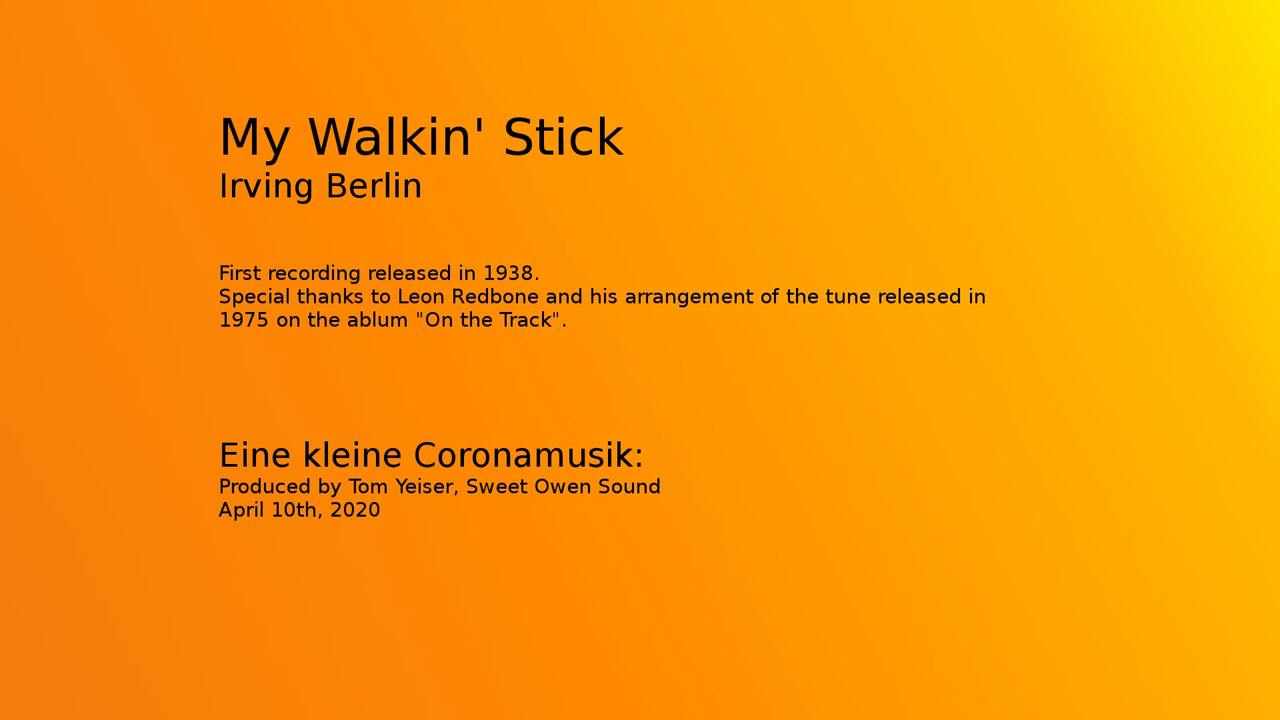 My Walkin' Stick
Irving Berlin
First recording released in 1938.
Special thanks to Leon Redbone and his arrangement of the tune released in
1975 on the ablum "On the Track".
Eine kleine Coronamusik:
Produced by Tom Yeiser, Sweet Owen Sound
April 10th, 2020